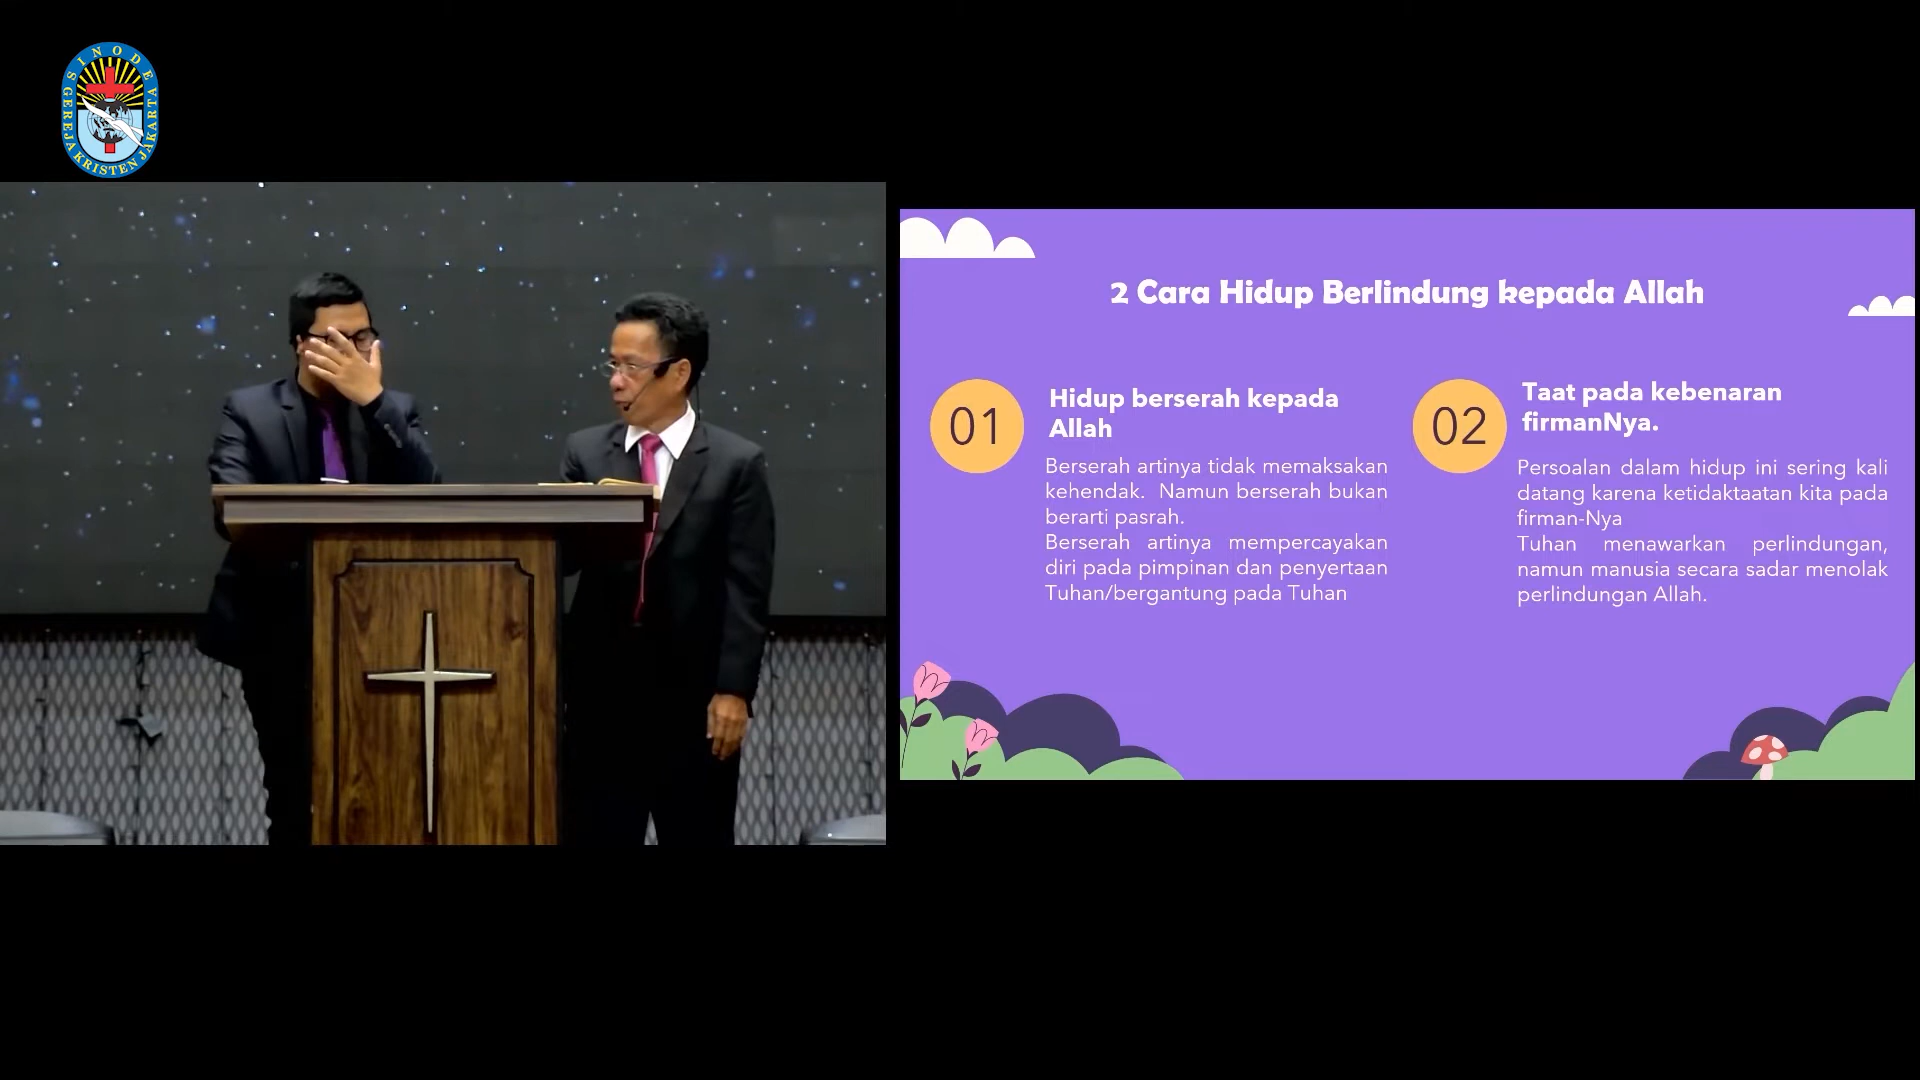 SINODE
GEREJA KRISTEN JAKARTA
2 Cara Hidup Berlindung kepada Allah
01
Hidup berserah kepada
Allah
Berserah artinya tidak memaksakan
kehendak. Namun berserah bukan
berarti pasrah.
Berserah artinya mempercayakan
diri pada pimpinan dan penyertaan
Tuhan/bergantung pada Tuhan
02
Taat pada kebenaran
firmanNya.
Persoalan dalam hidup ini sering kali
datang karena ketidaktaatan kita pada
firman-Nya
Tuhan menawarkan perlindungan,
namun manusia secara sadar menolak
perlindungan Allah.